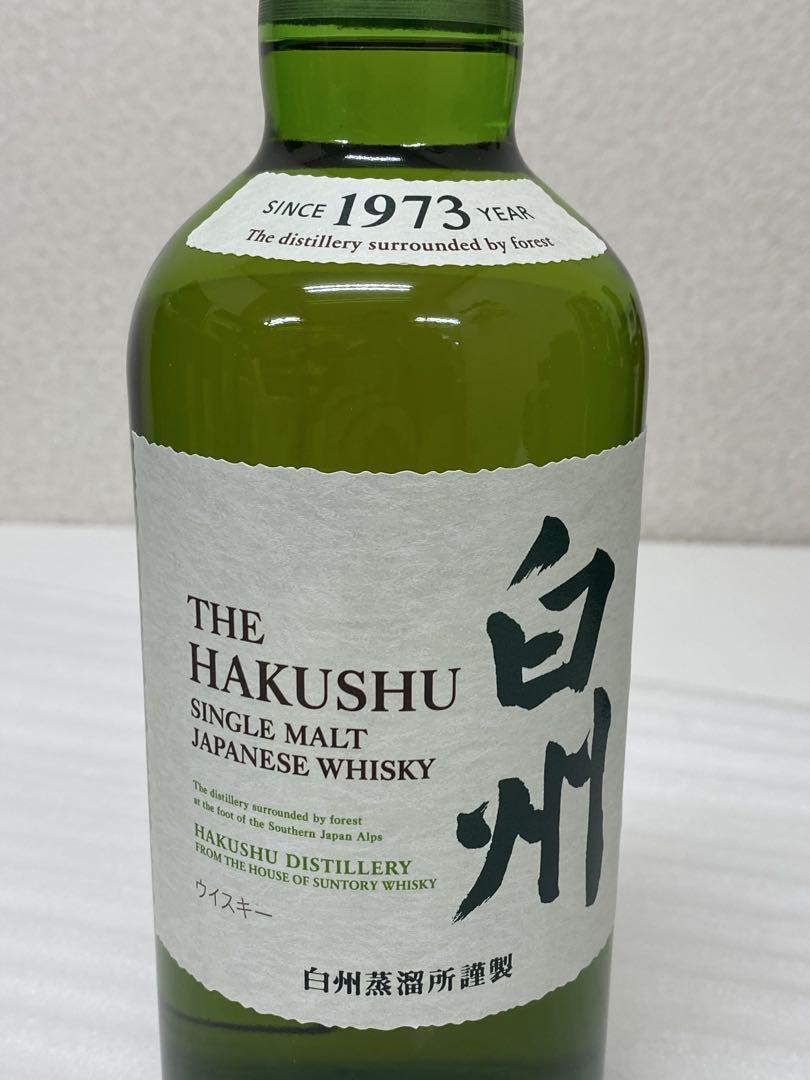 SINCE 1973 YEAR
The distillery surrounded by forest
THE
HAKUSHU
SINGLE MALT
JAPANESE WHISKY
白州
The distillery surrounded by forest
at the foot of the Southern Japan Alps
HAKUSHU DISTILLERY
FROM THE HOUSE OF SUNTORY WHISKY
ウイスキー
白州蒸溜所謹製